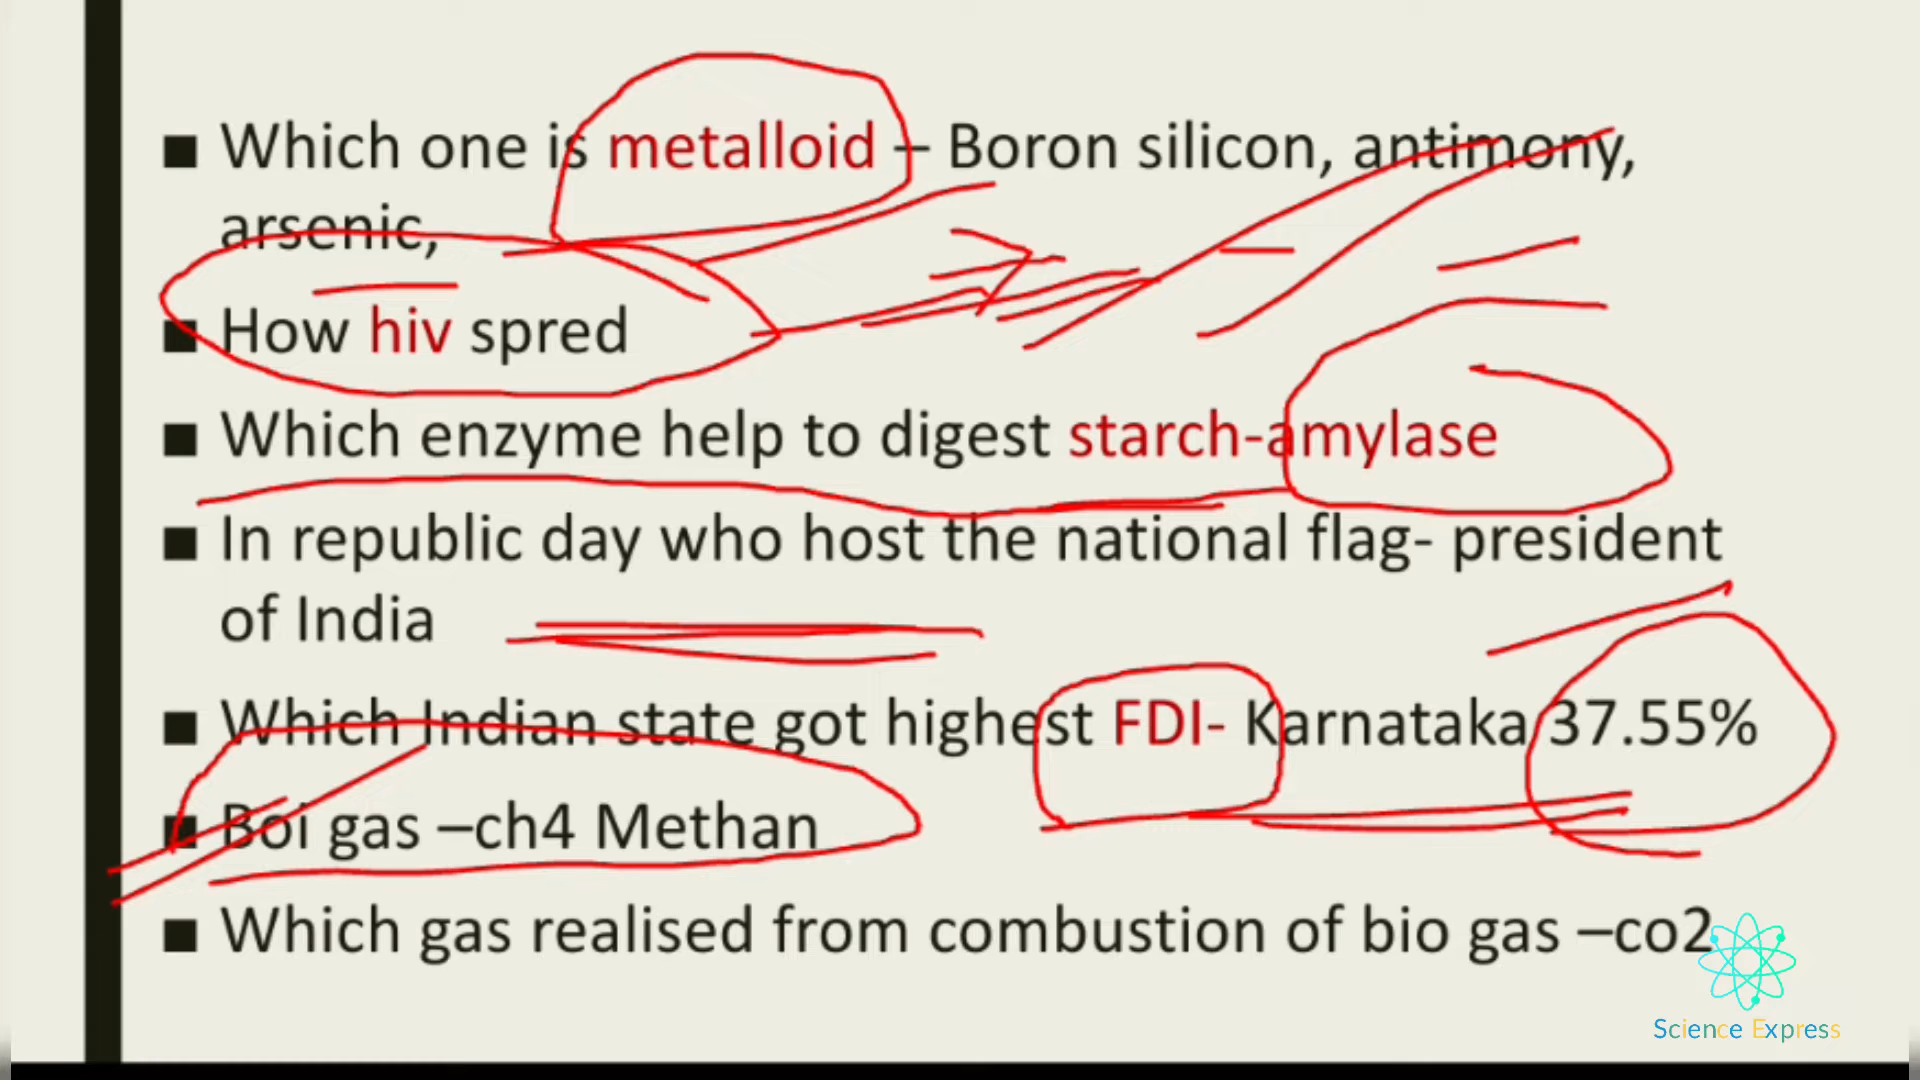 Which one is metalloid – Boron silicon, antimony,
arsenic,
How hiv spred
Which enzyme help to digest starch-amylase
In republic day who host the national flag- president
of India
Which Indian state got highest FDI- Karnataka 37.55%
Boi gas –ch4 Methan
Which gas realised from combustion of bio gas –co2
Science Express